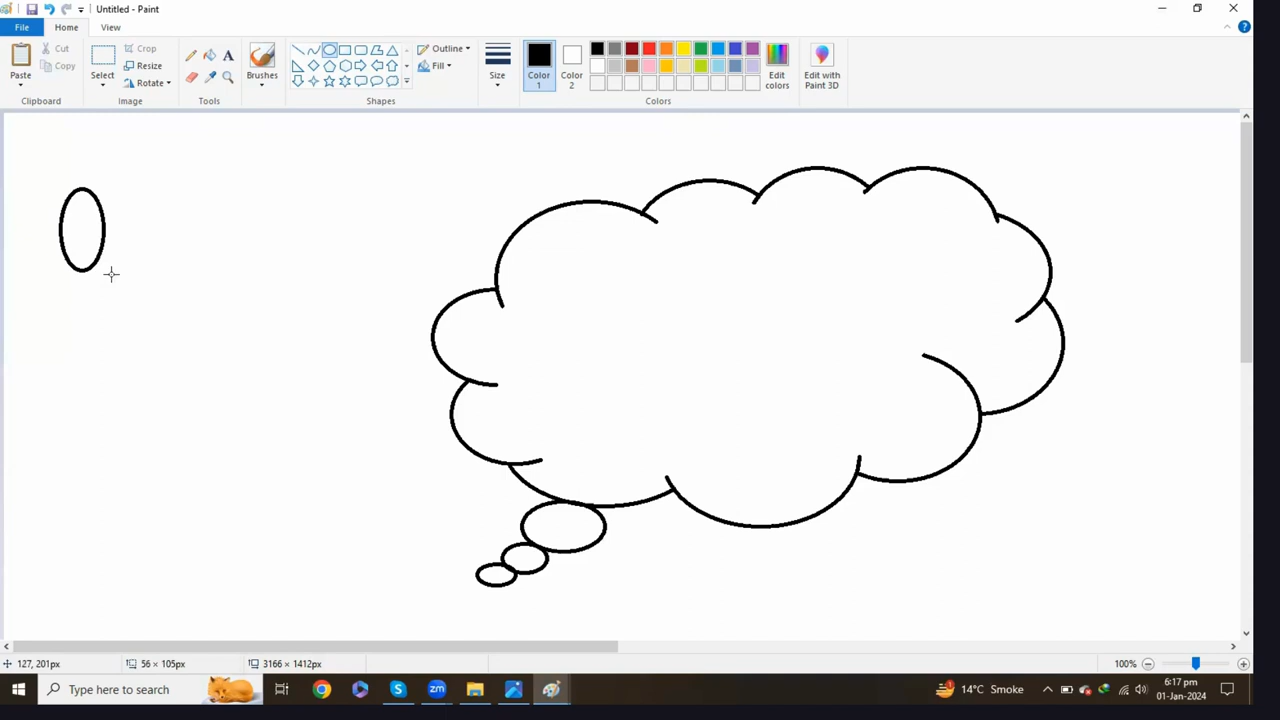 Untitled - Paint
File Home View
Paste
Cut
Copy
Clipboard
Select
Crop
Resize
Rotate
Image
Tools
Brushes
Shapes
Outline
Fill
Size
Color 1
Color 2
Edit colors
Colors
Edit with Paint 3D
127, 201px 56 × 105px 3166 × 1412px 100%
Type here to search
zm
14°C Smoke
6:17 pm
01-Jan-2024